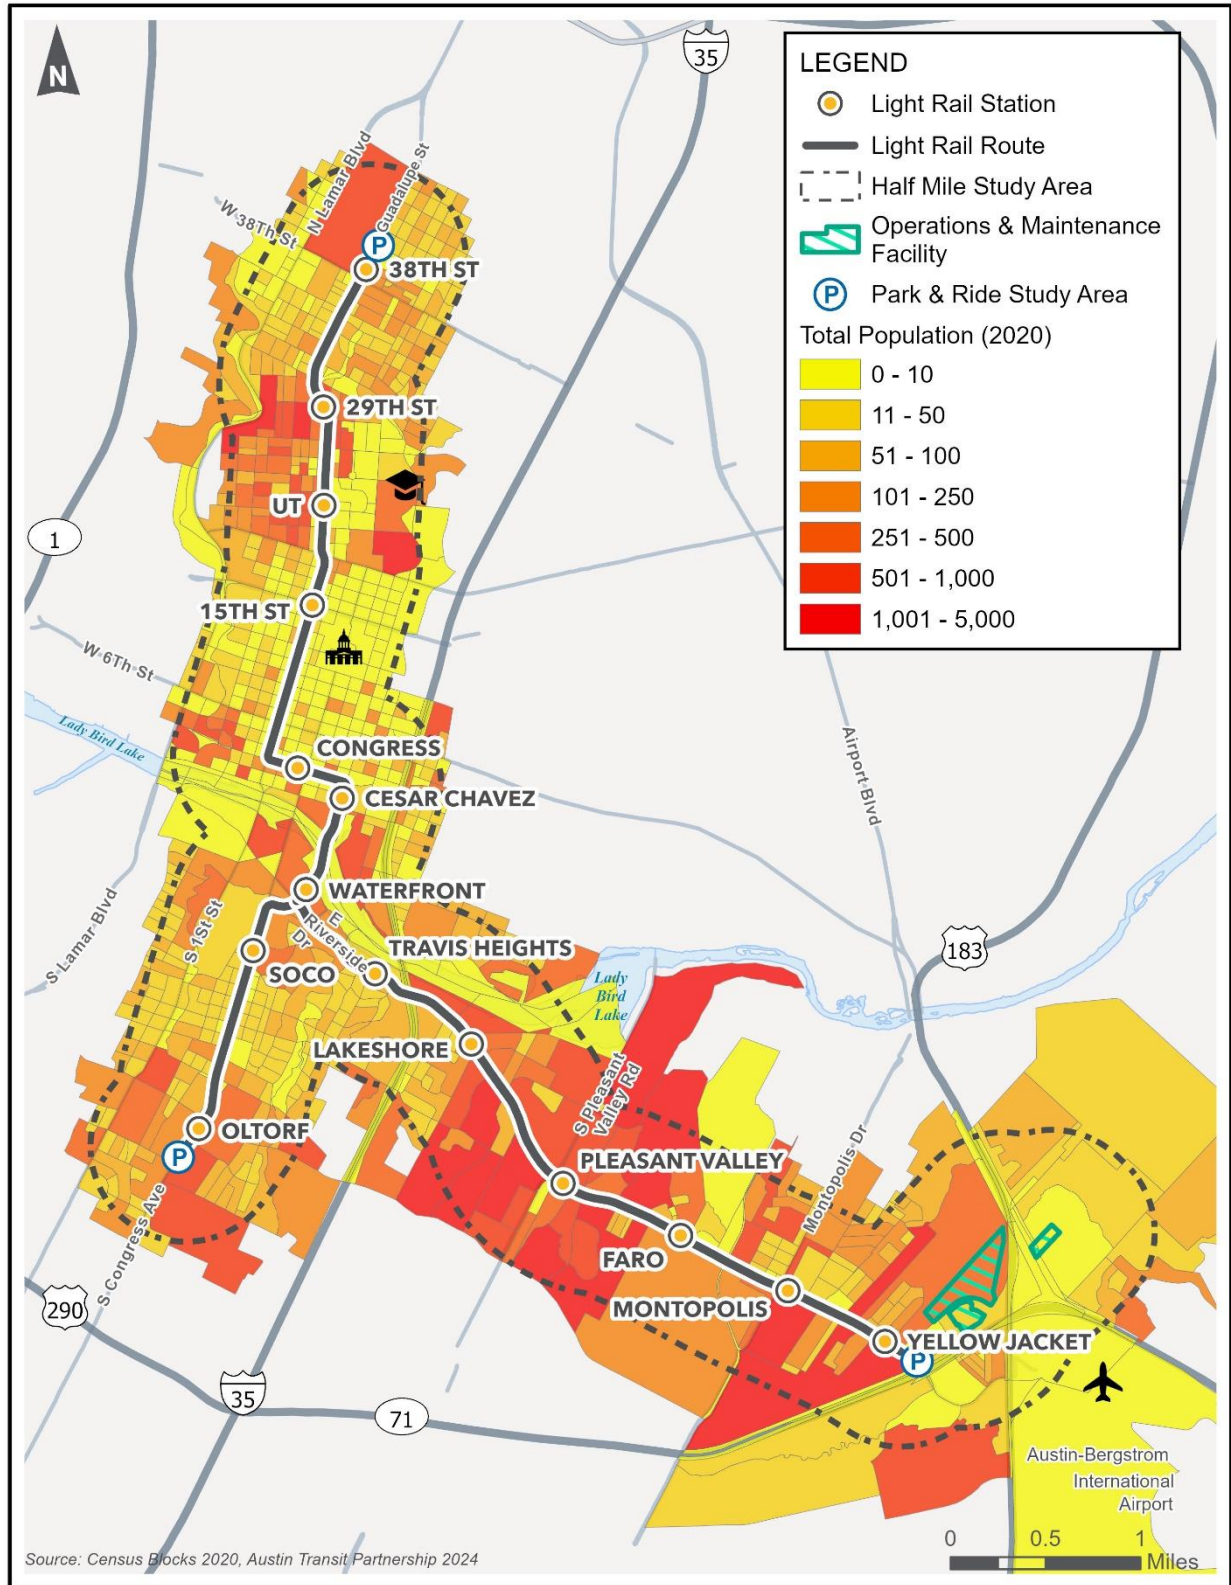 N
35
LEGEND
Light Rail Station
Light Rail Route
Half Mile Study Area
Operations & Maintenance
Facility
P
Park & Ride Study Area
Total Population (2020)
0 - 10
11 - 50
51 - 100
101 - 250
251 - 500
501 - 1,000
1,001 - 5,000
N Lamar Blvd
Guadalupe St
W 38Th St
P
38TH ST
29TH ST
UT
1
15TH ST
W 6Th St
Lady Bird Lake
CONGRESS
CESAR CHAVEZ
Airport Blvd
WATERFRONT
S Lamar Blvd
S 1St St
E
Riverside
Dr
TRAVIS HEIGHTS
SOCO
183
Lady
Bird
Lake
LAKESHORE
S Pleasant
Valley Rd
OLTORF
P
PLEASANT VALLEY
Montopolis Dr
S Congress Ave
FARO
MONTOPOLIS
290
YELLOW JACKET
P
35
71
Austin-Bergstrom
International
Airport
0 0.5 1
Miles
Source: Census Blocks 2020, Austin Transit Partnership 2024